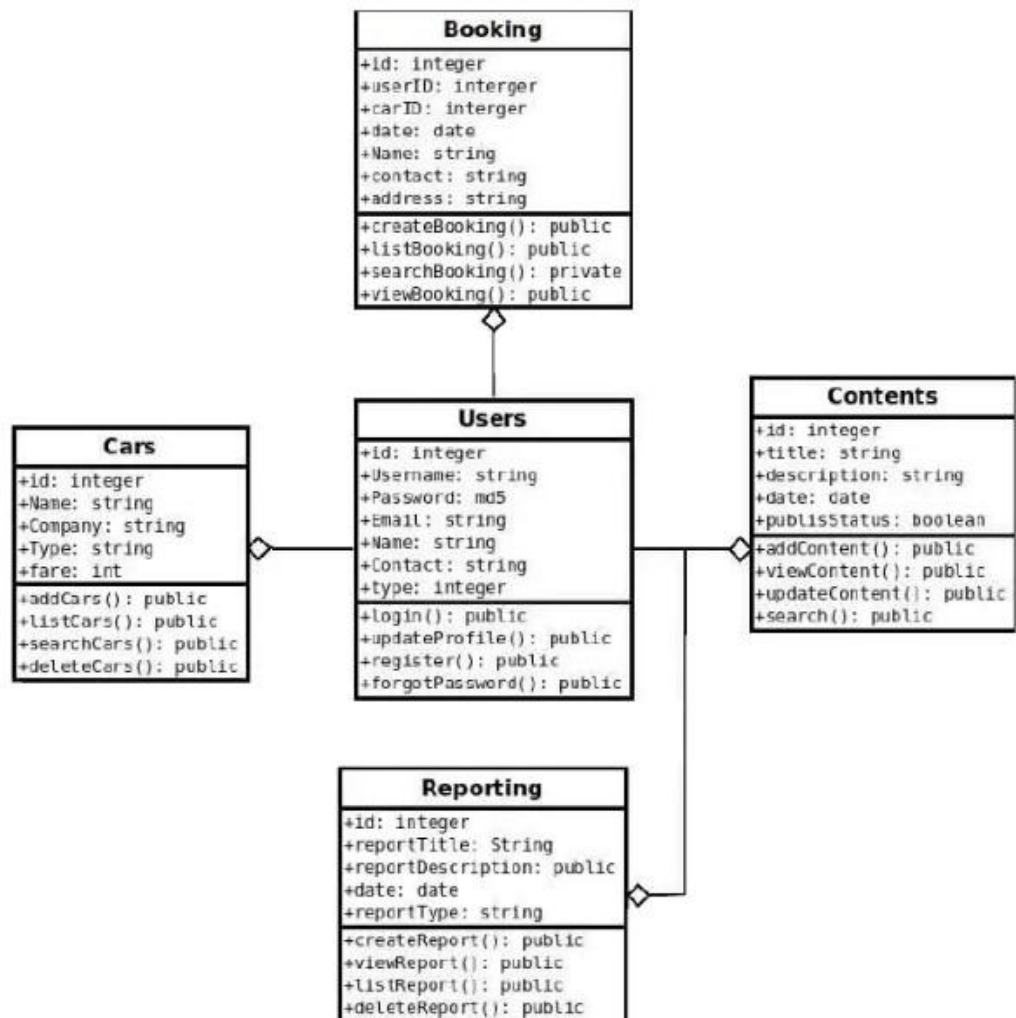 Booking
+id: integer
+userID: interger
+carID: interger
+date: date
+Name: string
+contact: string
+address: string
+createBooking(): public
+listBooking(): public
+searchBooking(): private
+viewBooking(): public
Cars
+id: integer
+Name: string
+Company: string
+Type: string
+fare: int
+addCars(): public
+listCars(): public
+searchCars(): public
+deleteCars(): public
Users
+id: integer
+Username: string
+Password: md5
+Email: string
+Name: string
+Contact: string
+type: integer
+login(): public
+updateProfile(): public
+register(): public
+forgotPassword(): public
Contents
+id: integer
+title: string
+description: string
+date: date
+publisStatus: boolean
+addContent(): public
+viewContent(): public
+updateContent(): public
+search(): public
Reporting
+id: integer
+reportTitle: String
+reportDescription: public
+date: date
+reportType: string
+createReport(): public
+viewReport(): public
+listReport(): public
+deleteReport(): public